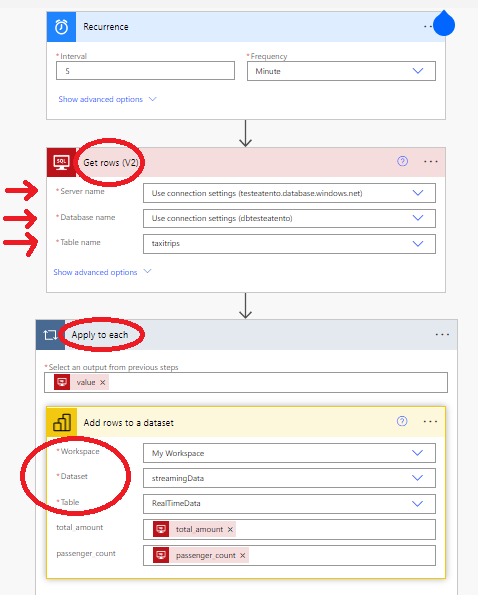 Recurrence
* Interval
* Frequency
5
Minute
Show advanced options
SQL
Get rows (V2)
* Server name
Use connection settings (testeatento.database.windows.net)
* Database name
Use connection settings (dbtesteatento)
* Table name
taxitrips
Show advanced options
Apply to each
* Select an output from previous steps
value
Add rows to a dataset
* Workspace
My Workspace
* Dataset
streamingData
* Table
RealTimeData
total_amount
total_amount
passenger_count
passenger_count